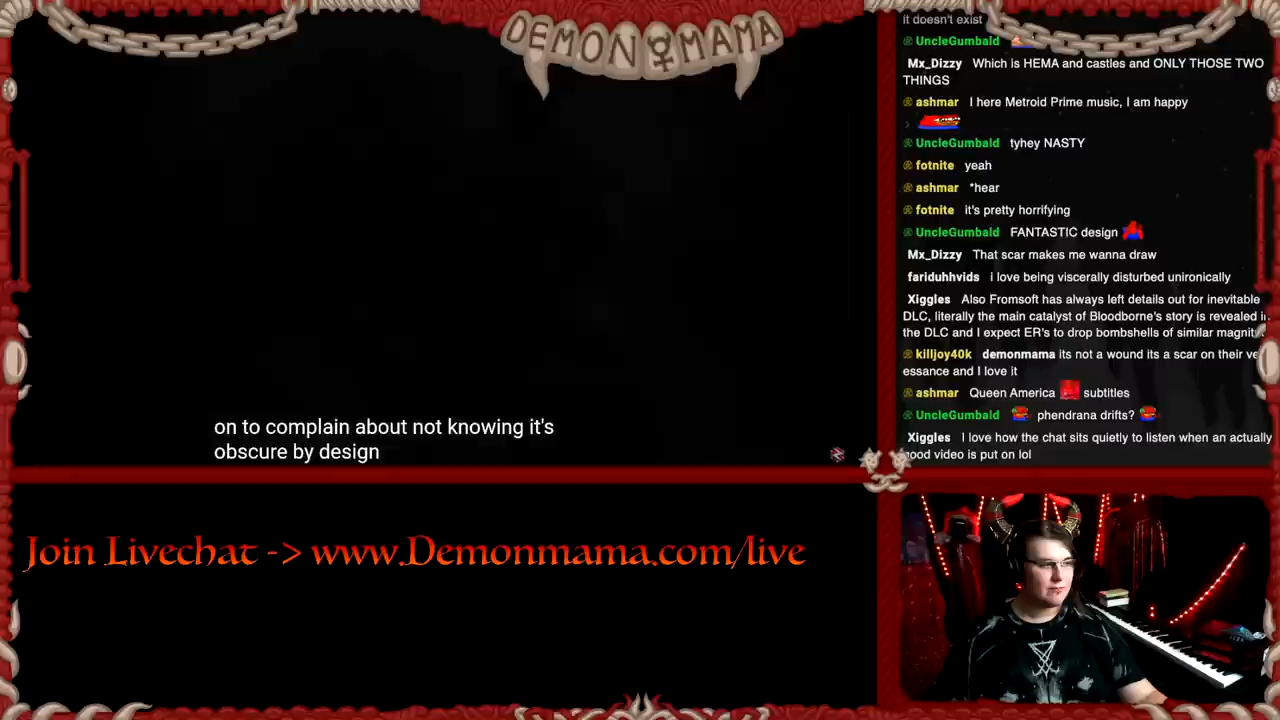 DEMON MAMA
it doesn't exist
UncleGumbald
Mx_Dizzy Which is HEMA and castles and ONLY THOSE TWO
THINGS
ashmar I here Metroid Prime music, I am happy
UncleGumbald tyhey NASTY
fotnite yeah
ashmar *hear
fotnite it's pretty horrifying
UncleGumbald FANTASTIC design
Mx_Dizzy That scar makes me wanna draw
fariduhhvids i love being viscerally disturbed unironically
Xiggles Also Fromsoft has always left details out for inevitable
DLC, literally the main catalyst of Bloodborne's story is revealed i
the DLC and I expect ER's to drop bombshells of similar magnit
killjoy40k demonmama its not a wound its a scar on their ve
essance and I love it
ashmar Queen America subtitles
UncleGumbald phendrana drifts?
Xiggles I love how the chat sits quietly to listen when an actually
good video is put on lol
on to complain about not knowing it's
obscure by design
Join Livechat -> www.Demonmama.com/live